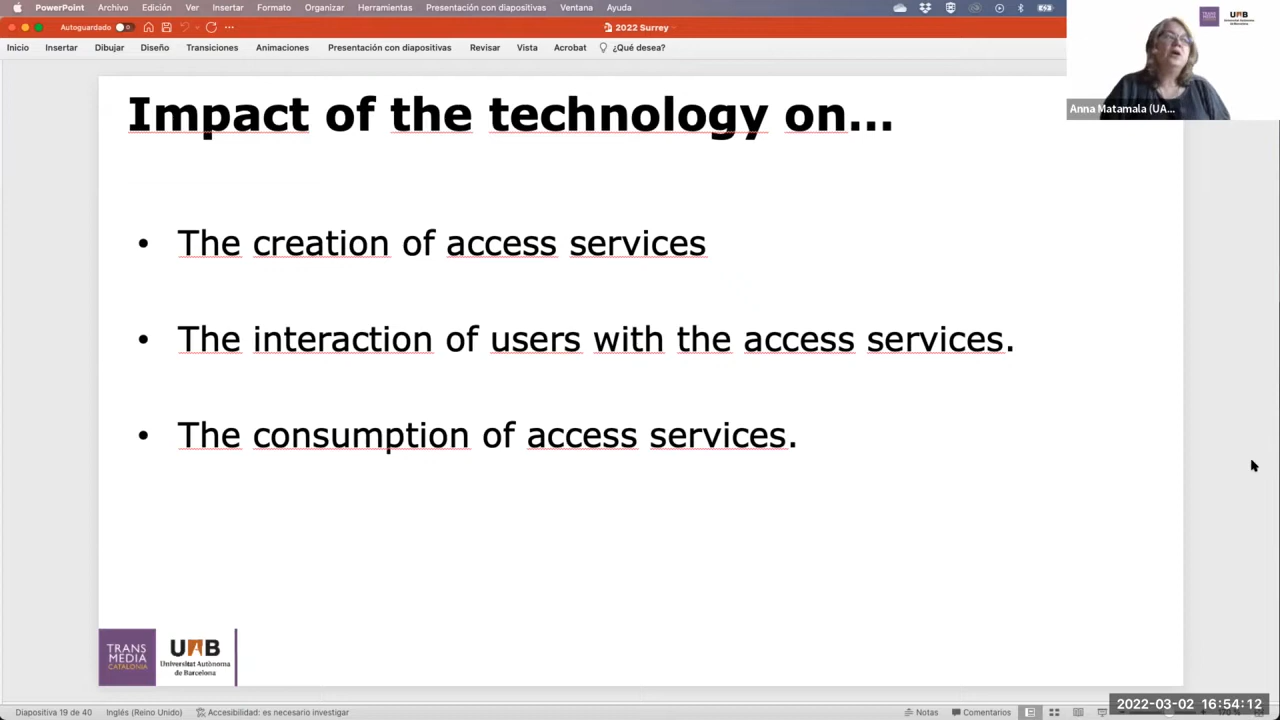 PowerPoint Archivo Editar Ver Insertar Formato Organizar Herramientas Presentación con diapositivas Ventana Ayuda
Autoguardado 2022 Surrey
Inicio Insertar Dibujar Diseño Transiciones Animaciones Presentación con diapositivas Revisar Vista Acrobat ¿Qué desea?
TRANS
MEDIA
UAB
Anna Matamala (UA...
Impact of the technology on...
• The creation of access services
• The interaction of users with the access services.
• The consumption of access services.
TRANS
MEDIA
CATALONIA
UAB
Universitat Autònoma
de Barcelona
2022-03-02 16:54:12
Diapositiva 19 de 40 Inglés (Reino Unido) Accesibilidad: es necesario investigar Notas Comentarios